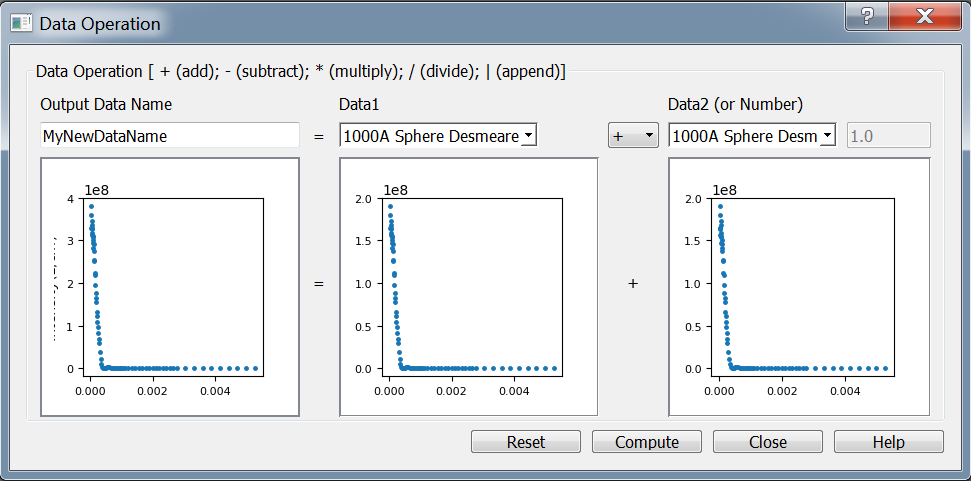 Data Operation
Data Operation [ + (add); - (subtract); * (multiply); / (divide); | (append)]
Output Data Name Data1 Data2 (or Number)
MyNewDataName = 1000A Sphere Desmeare + 1000A Sphere Desm 1.0
1e8 1e8 1e8
4 2.0 2.0
3 1.5 1.5
= +
2 1.0 1.0
1 0.5 0.5
0 0.0 0.0
0.000 0.002 0.004 0.000 0.002 0.004 0.000 0.002 0.004
Reset Compute Close Help